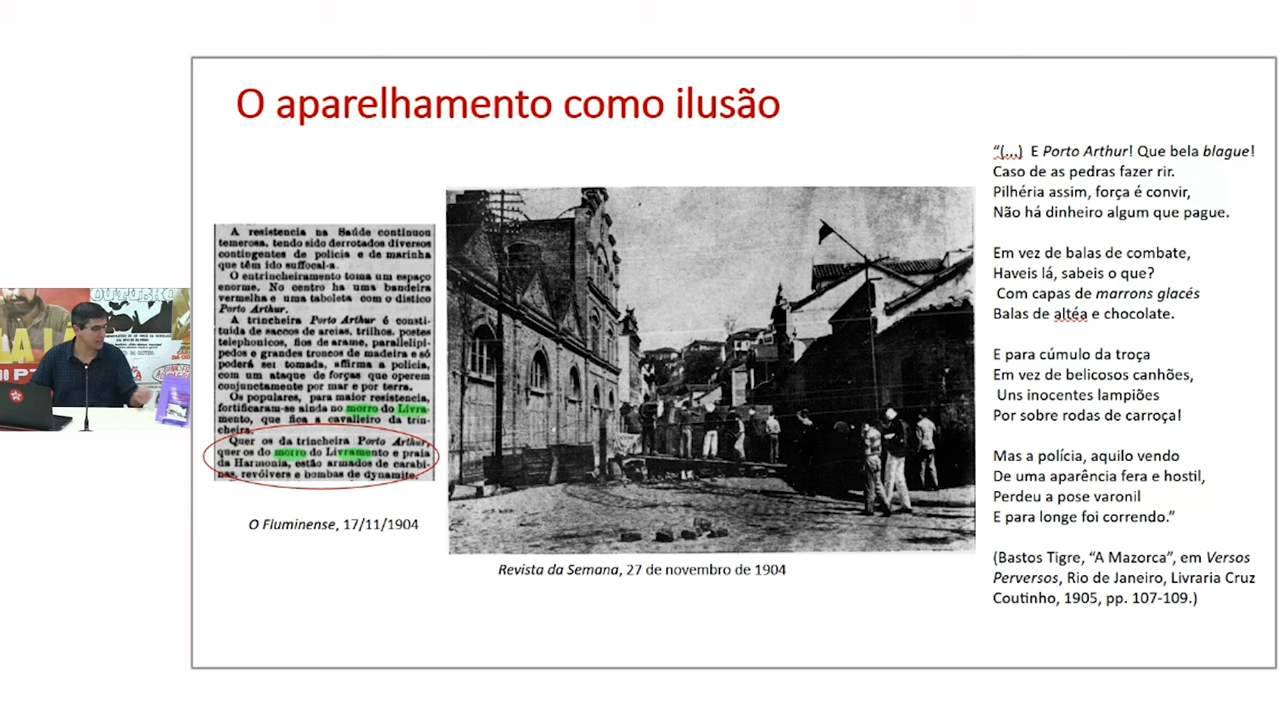 O aparelhamento como ilusão
A resistencia na Saúde continuou
temerosa, tendo sido derrotados diversos
contingentes de policia e de marinha
que têm ido suffocal-a.
O entrincheiramento toma um espaço
enorme. No centro ha uma bandeira
vermelha e uma taboleta com o distico
Porto Arthur.
A trincheira Porto Arthur é consti-
tuida de saccos de areias, trilhos, postes
telephonicos, fios de arame, parallelipi-
pedos e grandes troncos de madeira e só
poderá ser tomada, affirma a policia,
com um ataque de forças que operem
conjunctamente por mar e por terra.
Os populares, para maior resistencia,
fortificaram-se ainda no morro do Livra-
mento, que fica a cavalleiro da trin-
cheira.
Quer os da trincheira Porto Arthur,
quer os do morro do Livramento e praia
da Harmonia, estão armados de carabi-
nas, revólvers e bombas de dynamite.
O Fluminense, 17/11/1904
Revista da Semana, 27 de novembro de 1904
“(...) E Porto Arthur! Que bela blague!
Caso de as pedras fazer rir.
Pilhéria assim, força é convir,
Não há dinheiro algum que pague.
Em vez de balas de combate,
Haveis lá, sabeis o que?
Com capas de marrons glacés
Balas de altéa e chocolate.
E para cúmulo da troça
Em vez de belicosos canhões,
Uns inocentes lampiões
Por sobre rodas de carroça!
Mas a polícia, aquilo vendo
De uma aparência fera e hostil,
Perdeu a pose varonil
E para longe foi correndo.”
(Bastos Tigre, “A Mazorca”, em Versos
Perversos, Rio de Janeiro, Livraria Cruz
Coutinho, 1905, pp. 107-109.)
OUTUBRO